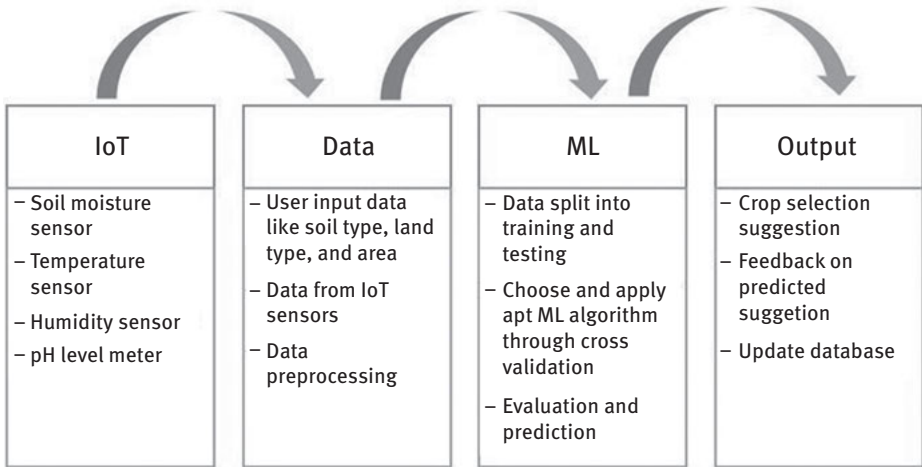 IoT
– Soil moisture
sensor
– Temperature
sensor
– Humidity sensor
– pH level meter
Data
– User input data
like soil type, land
type, and area
– Data from IoT
sensors
– Data
preprocessing
ML
– Data split into
training and
testing
– Choose and apply
apt ML algorithm
through cross
validation
– Evaluation and
prediction
Output
– Crop selection
suggestion
– Feedback on
predicted
suggetion
– Update database